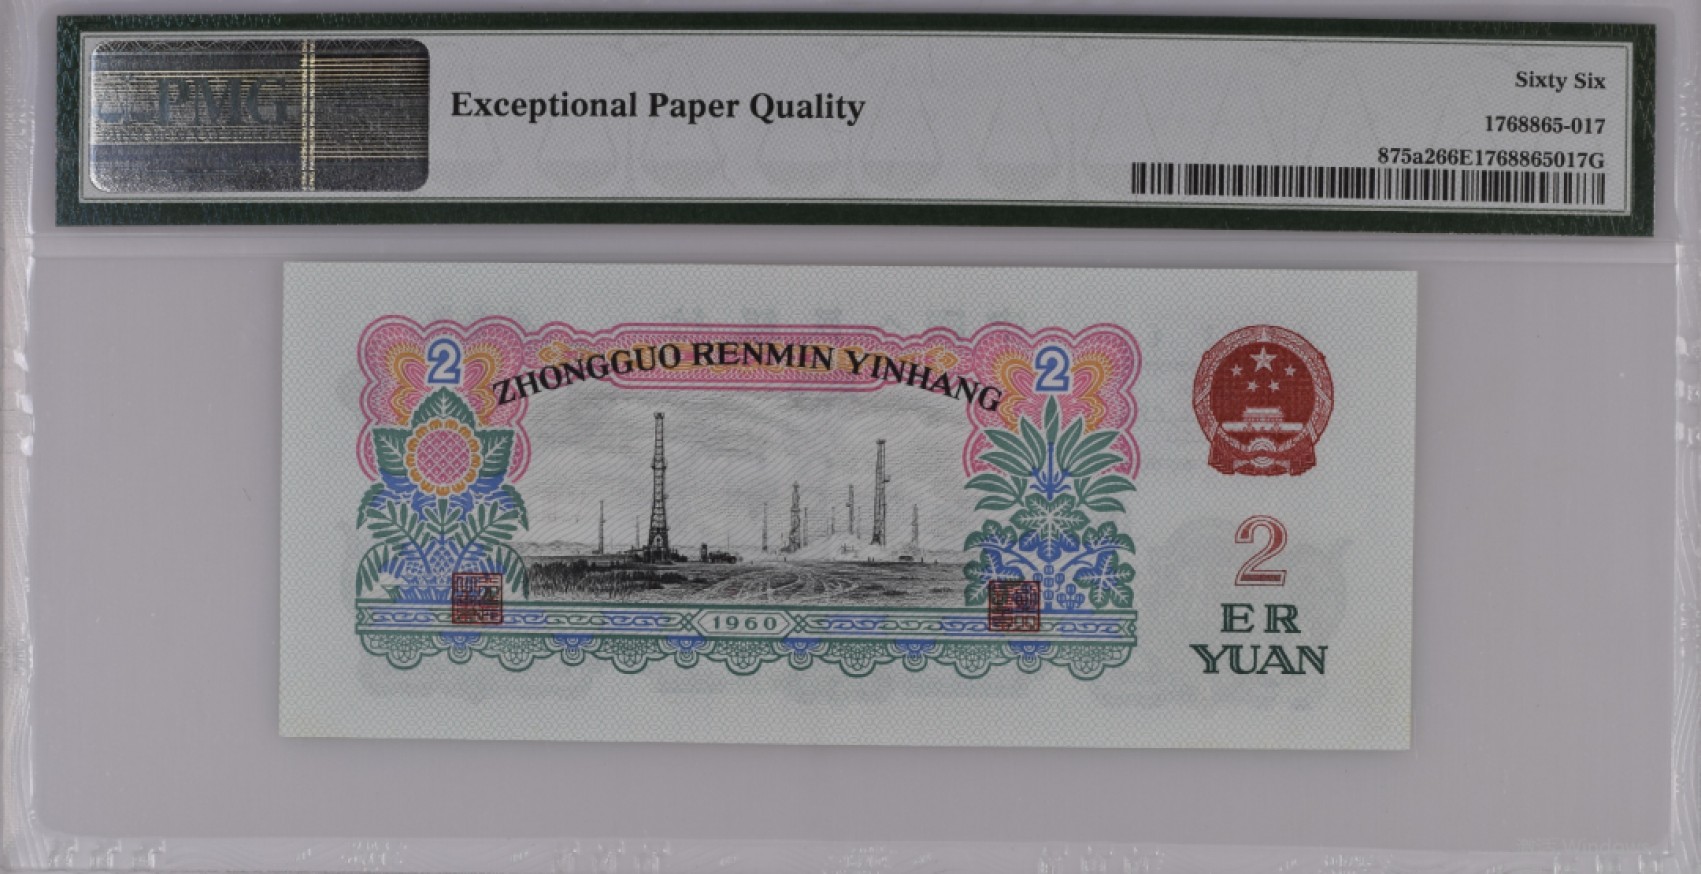 PMG
Exceptional Paper Quality
Sixty Six
1768865-017
875a266E1768865017G
2
ZHONGGUO RENMIN YINHANG
2
1960
2
ER
YUAN